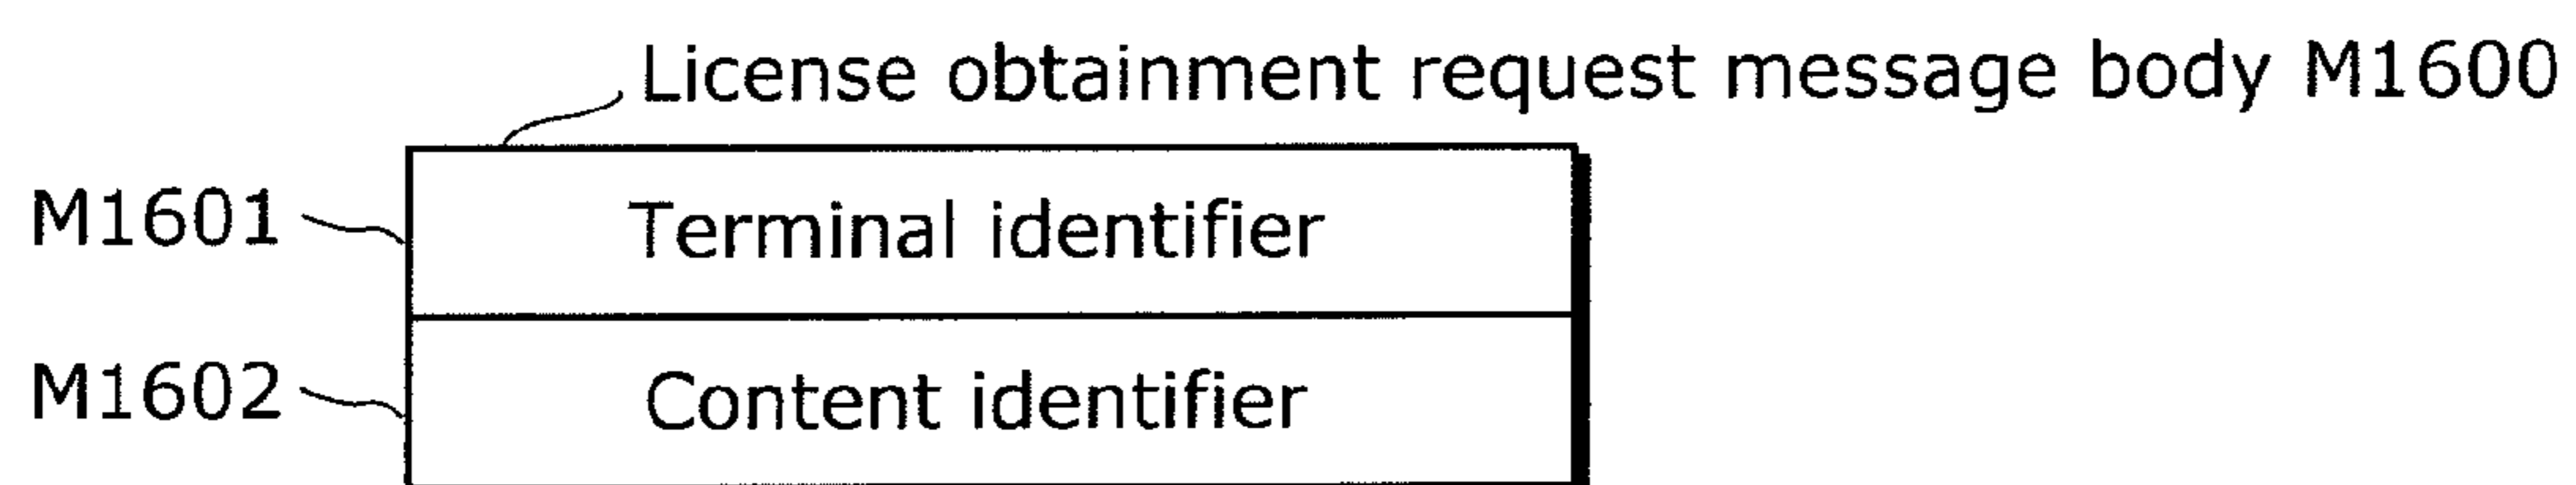 License obtainment request message body M1600
M1601 Terminal identifier
M1602 Content identifier